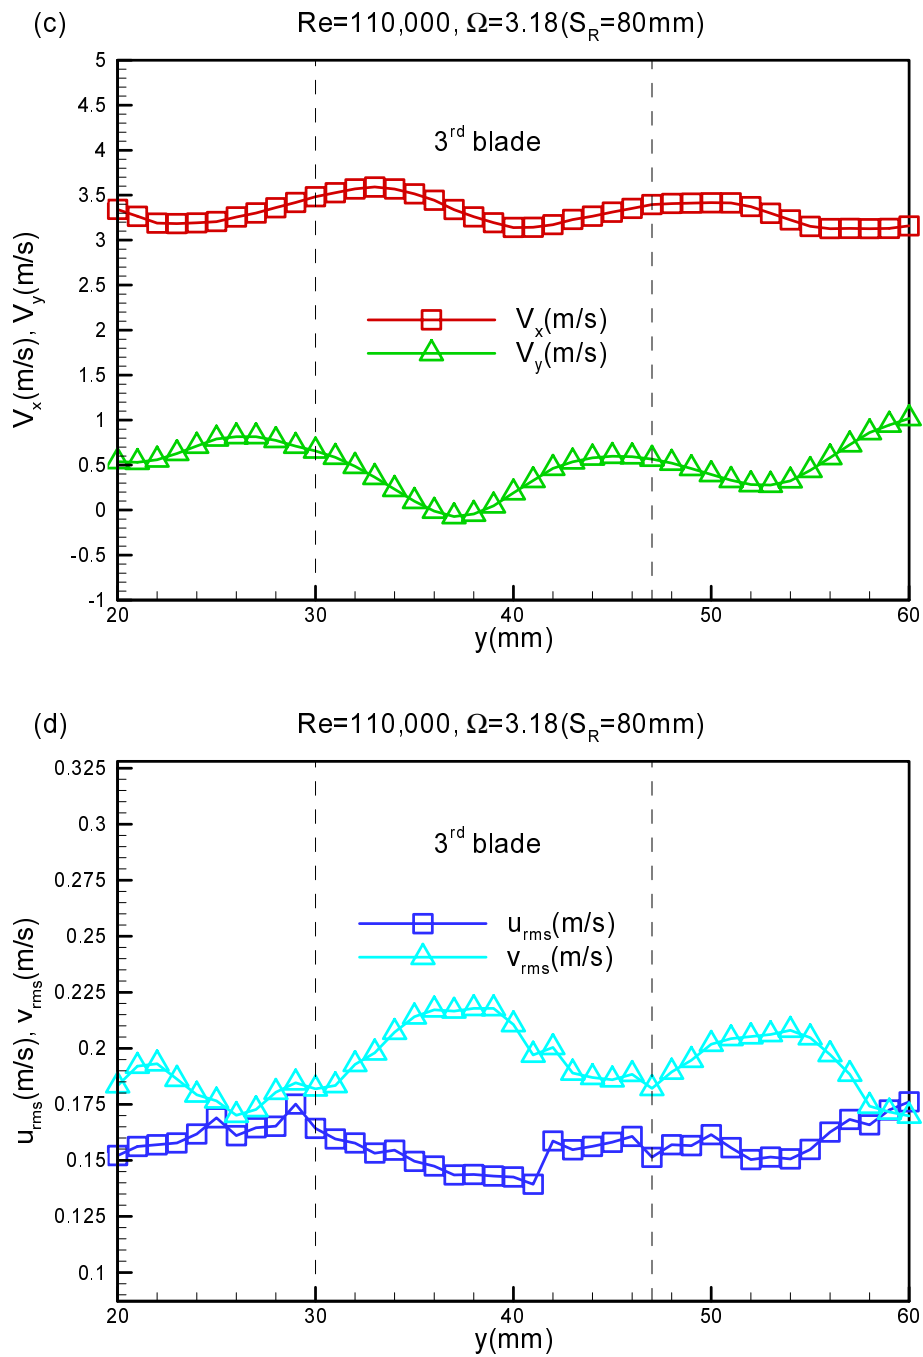 (c) Re=110,000, Ω=3.18(S_R=80mm)
5
4.5
4
3.5
3
2.5
2
1.5
1
0.5
0
-0.5
-1
V_x(m/s), V_y(m/s)
3^rd blade
V_x(m/s)
V_y(m/s)
20 30 40 50 60
y(mm)
(d) Re=110,000, Ω=3.18(S_R=80mm)
0.325
0.3
0.275
0.25
0.225
0.2
0.175
0.15
0.125
0.1
u_rms(m/s), v_rms(m/s)
3^rd blade
u_rms(m/s)
v_rms(m/s)
20 30 40 50 60
y(mm)